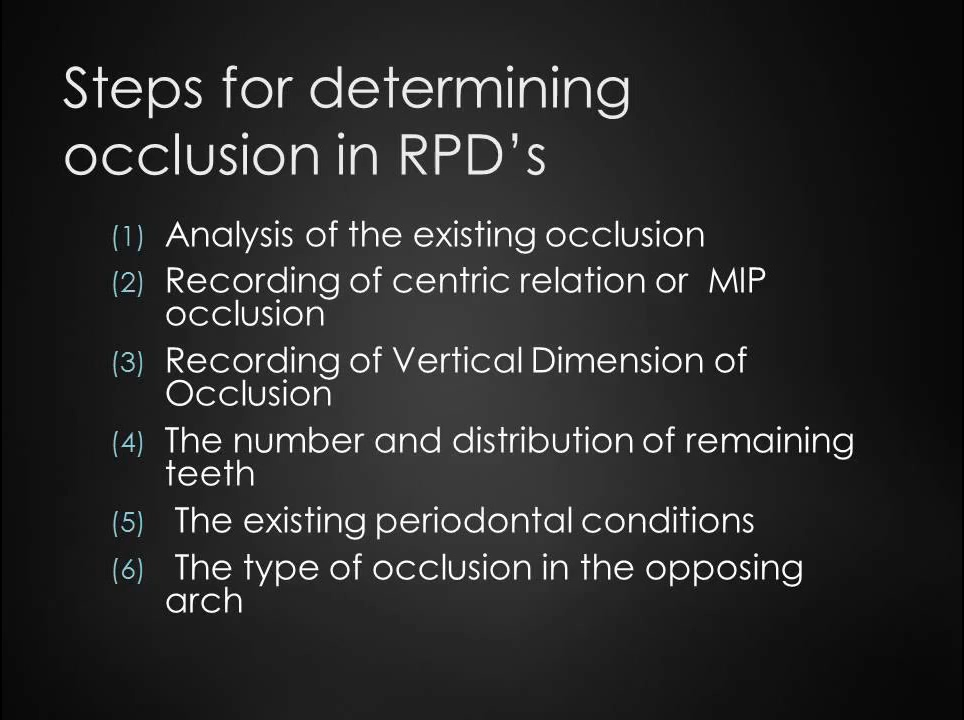 Steps for determining
occlusion in RPD’s
(1) Analysis of the existing occlusion
(2) Recording of centric relation or MIP
occlusion
(3) Recording of Vertical Dimension of
Occlusion
(4) The number and distribution of remaining
teeth
(5) The existing periodontal conditions
(6) The type of occlusion in the opposing
arch